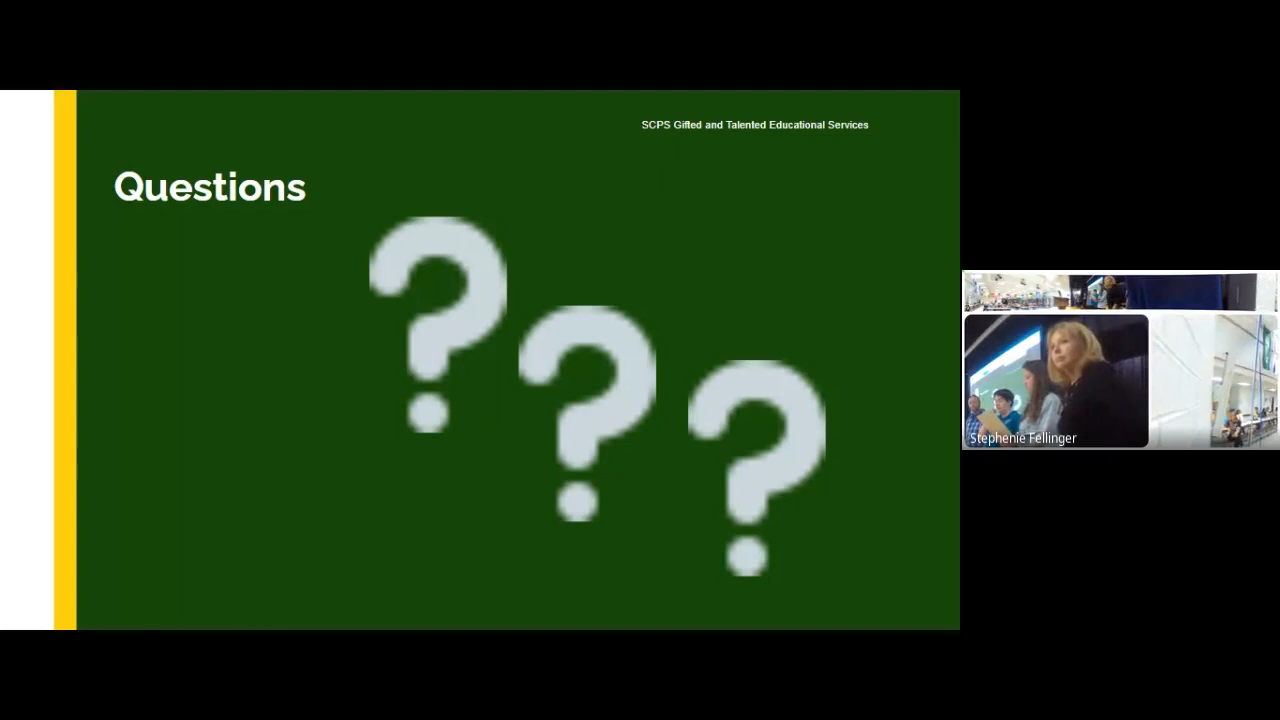 SCPS Gifted and Talented Educational Services
Questions
? ? ?
Stephenie Fellinger